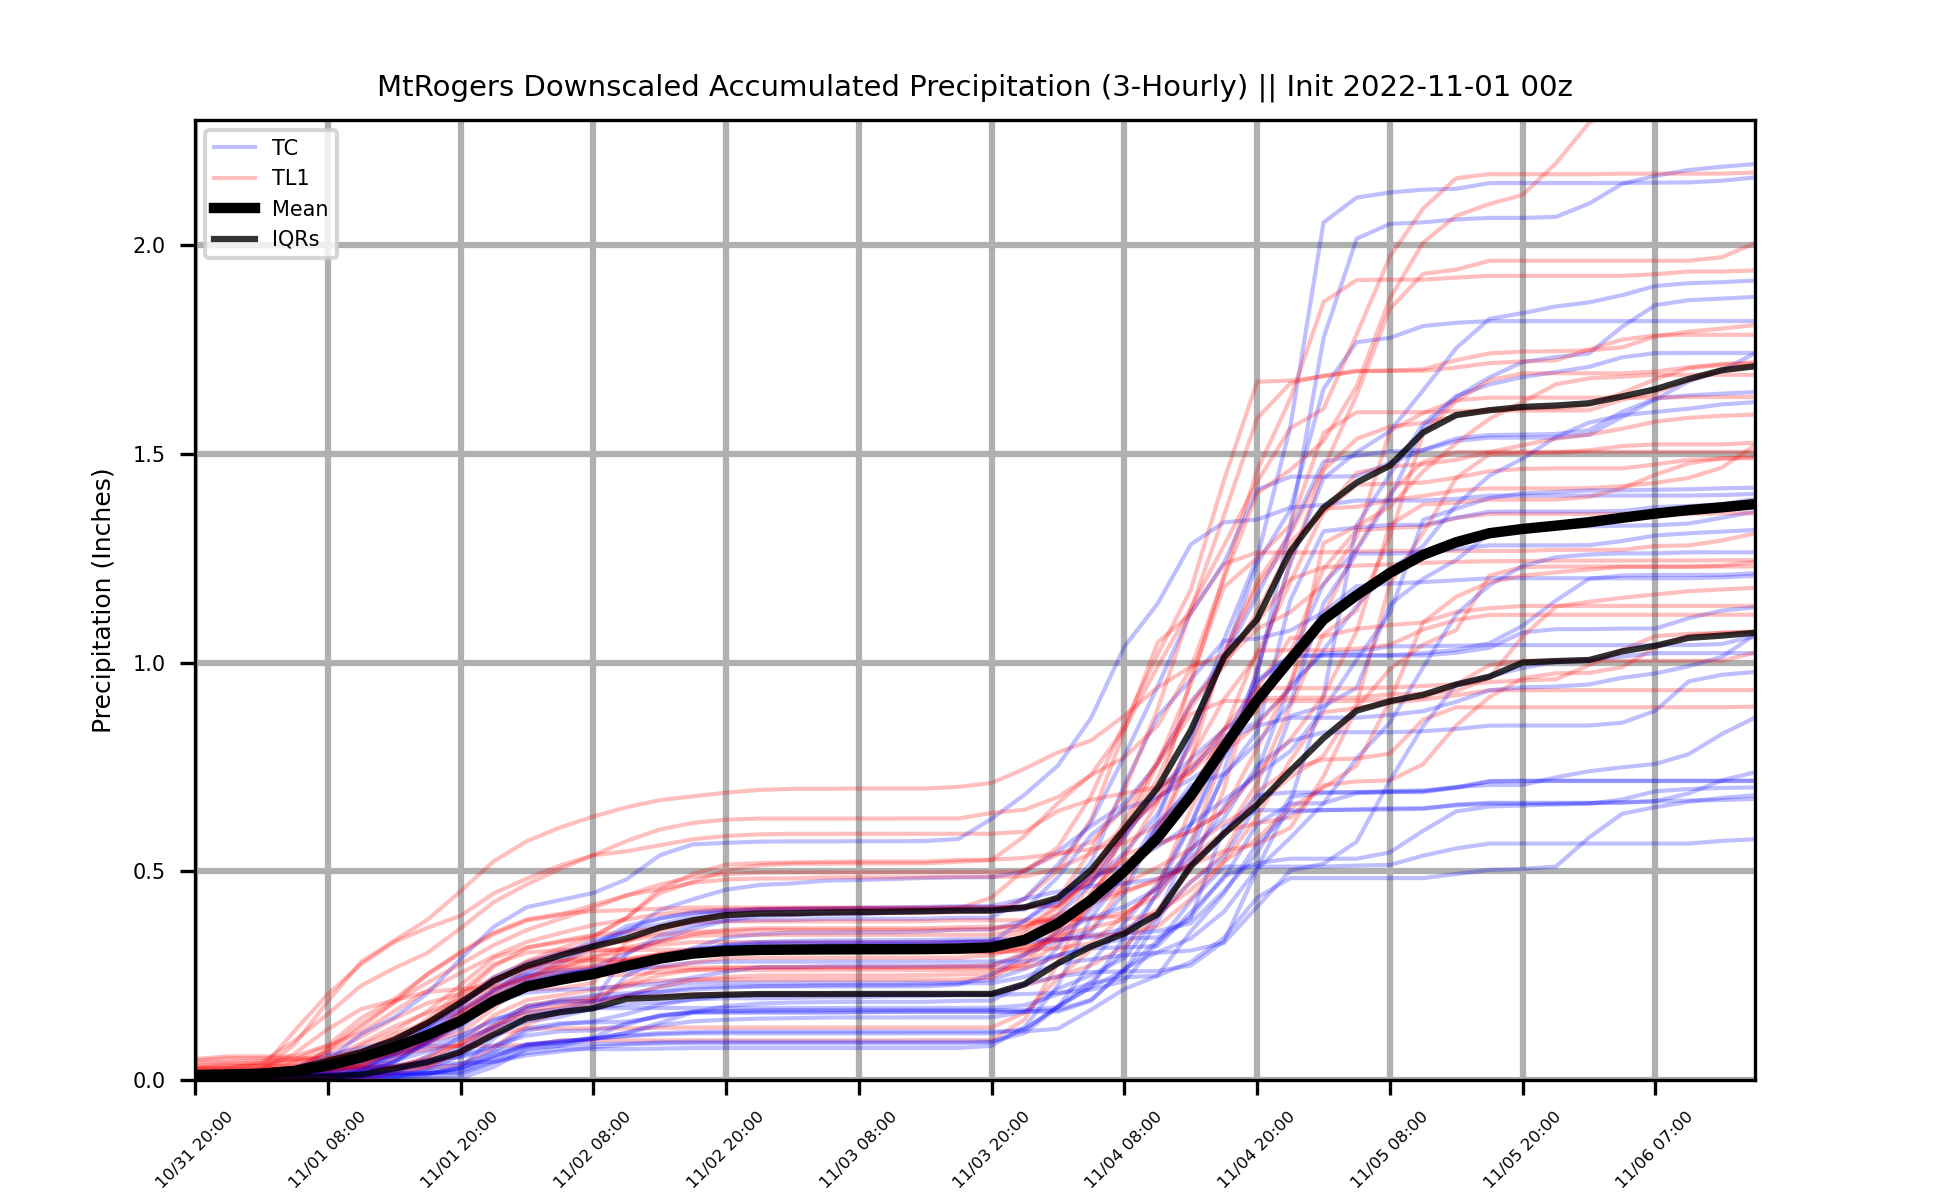 MtRogers Downscaled Accumulated Precipitation (3-Hourly) || Init 2022-11-01 00z
TC
TL1
Mean
IQRs
Precipitation (Inches)
2.0
1.5
1.0
0.5
0.0
10/31 20:00
11/01 08:00
11/01 20:00
11/02 08:00
11/02 20:00
11/03 08:00
11/03 20:00
11/04 08:00
11/04 20:00
11/05 08:00
11/05 20:00
11/06 07:00